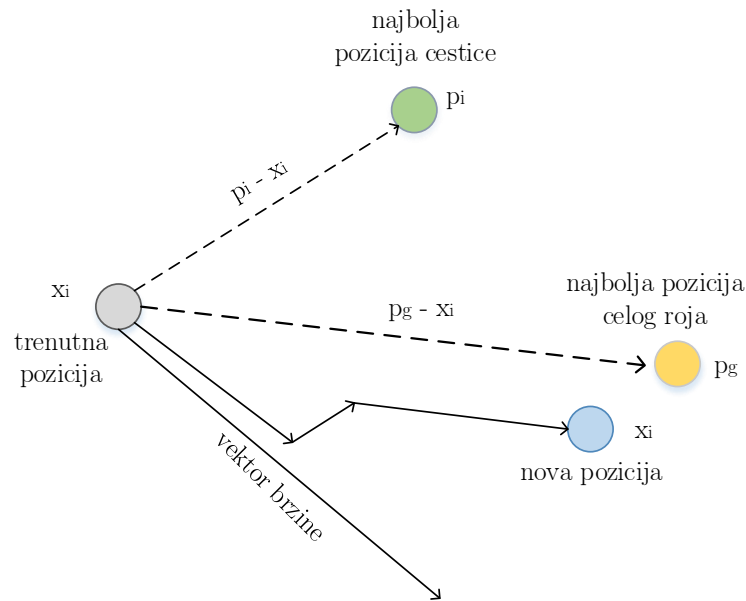 najbolja
pozicija cestice
pi
pi - xi
xi
trenutna
pozicija
pg - xi
najbolja pozicija
celog roja
pg
xi
nova pozicija
vektor brzine